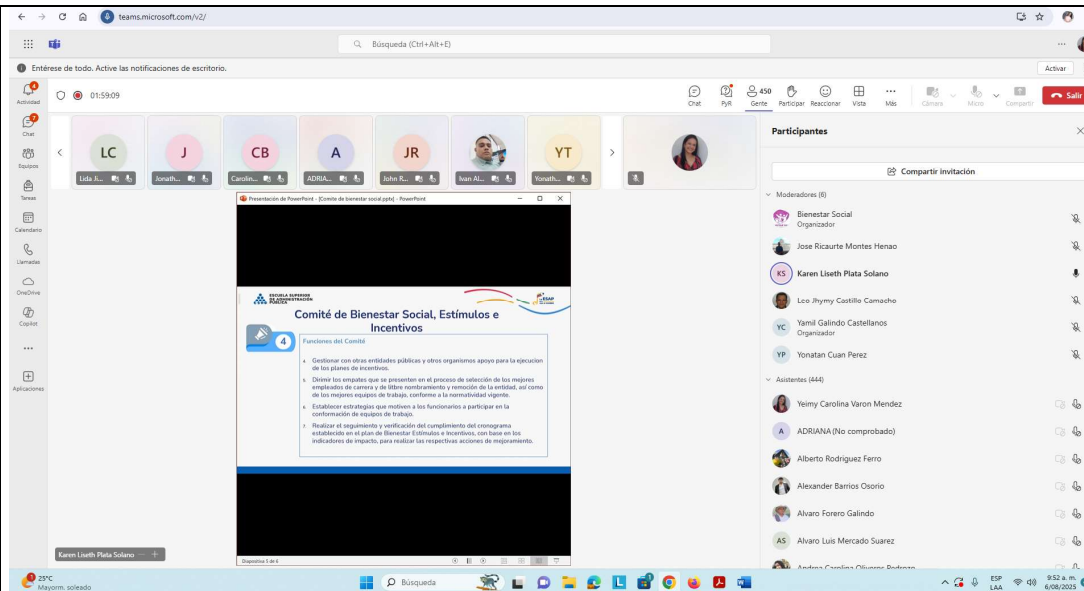 teams.microsoft.com/v2/
Búsqueda (Ctrl+Alt+E)
Entérese de todo. Active las notificaciones de escritorio.
Activar
4
Actividad
Chat
Equipos
Tareas
Calendario
Llamadas
OneDrive
Copilot
Aplicaciones
01:59:09
Chat
PyR
450
Gente
Participar
Reaccionar
Vista
Más
Cámara
Micro
Compartir
Salir
LC
Lida Ji...
J
Jonath...
CB
Carolin...
A
ADRIA...
JR
John R...
Ivan Al...
YT
Yonath...
Presentación de PowerPoint - [Comite de bienestar social.pptx] - PowerPoint
ESCUELA SUPERIOR
DE ADMINISTRACIÓN
PÚBLICA
ESAP
Comité de Bienestar Social, Estímulos e
Incentivos
4
Funciones del Comité
4. Gestionar con otras entidades públicas y otros organismos apoyo para la ejecucion
de los planes de incentivos.
5. Dirimir los empates que se presenten en el proceso de selección de los mejores
empleados de carrera y de libre nombramiento y remoción de la entidad, así como
de los mejores equipos de trabajo, conforme a la normatividad vigente.
6. Establecer estrategias que motiven a los funcionarios a participar en la
conformación de equipos de trabajo.
7. Realizar el seguimiento y verificación del cumplimiento del cronograma
establecido en el plan de Bienestar Estímulos e Incentivos, con base en los
indicadores de impacto, para realizar las respectivas acciones de mejoramiento.
Diapositiva 5 de 6
Karen Liseth Plata Solano
Participantes
Compartir invitación
Moderadores (6)
Bienestar Social
Organizador
Jose Ricaurte Montes Henao
KS
Karen Liseth Plata Solano
Leo Jhymy Castillo Camacho
YC
Yamil Galindo Castellanos
Organizador
YP
Yonatan Cuan Perez
Asistentes (444)
Yeimy Carolina Varon Mendez
A
ADRIANA (No comprobado)
Alberto Rodriguez Ferro
Alexander Barrios Osorio
Alvaro Forero Galindo
AS
Alvaro Luis Mercado Suarez
Andrea Carolina Oliveros Pedrozo
25°C
Mayorm. soleado
Búsqueda
ESP
LAA
9:52 a. m.
6/08/2025